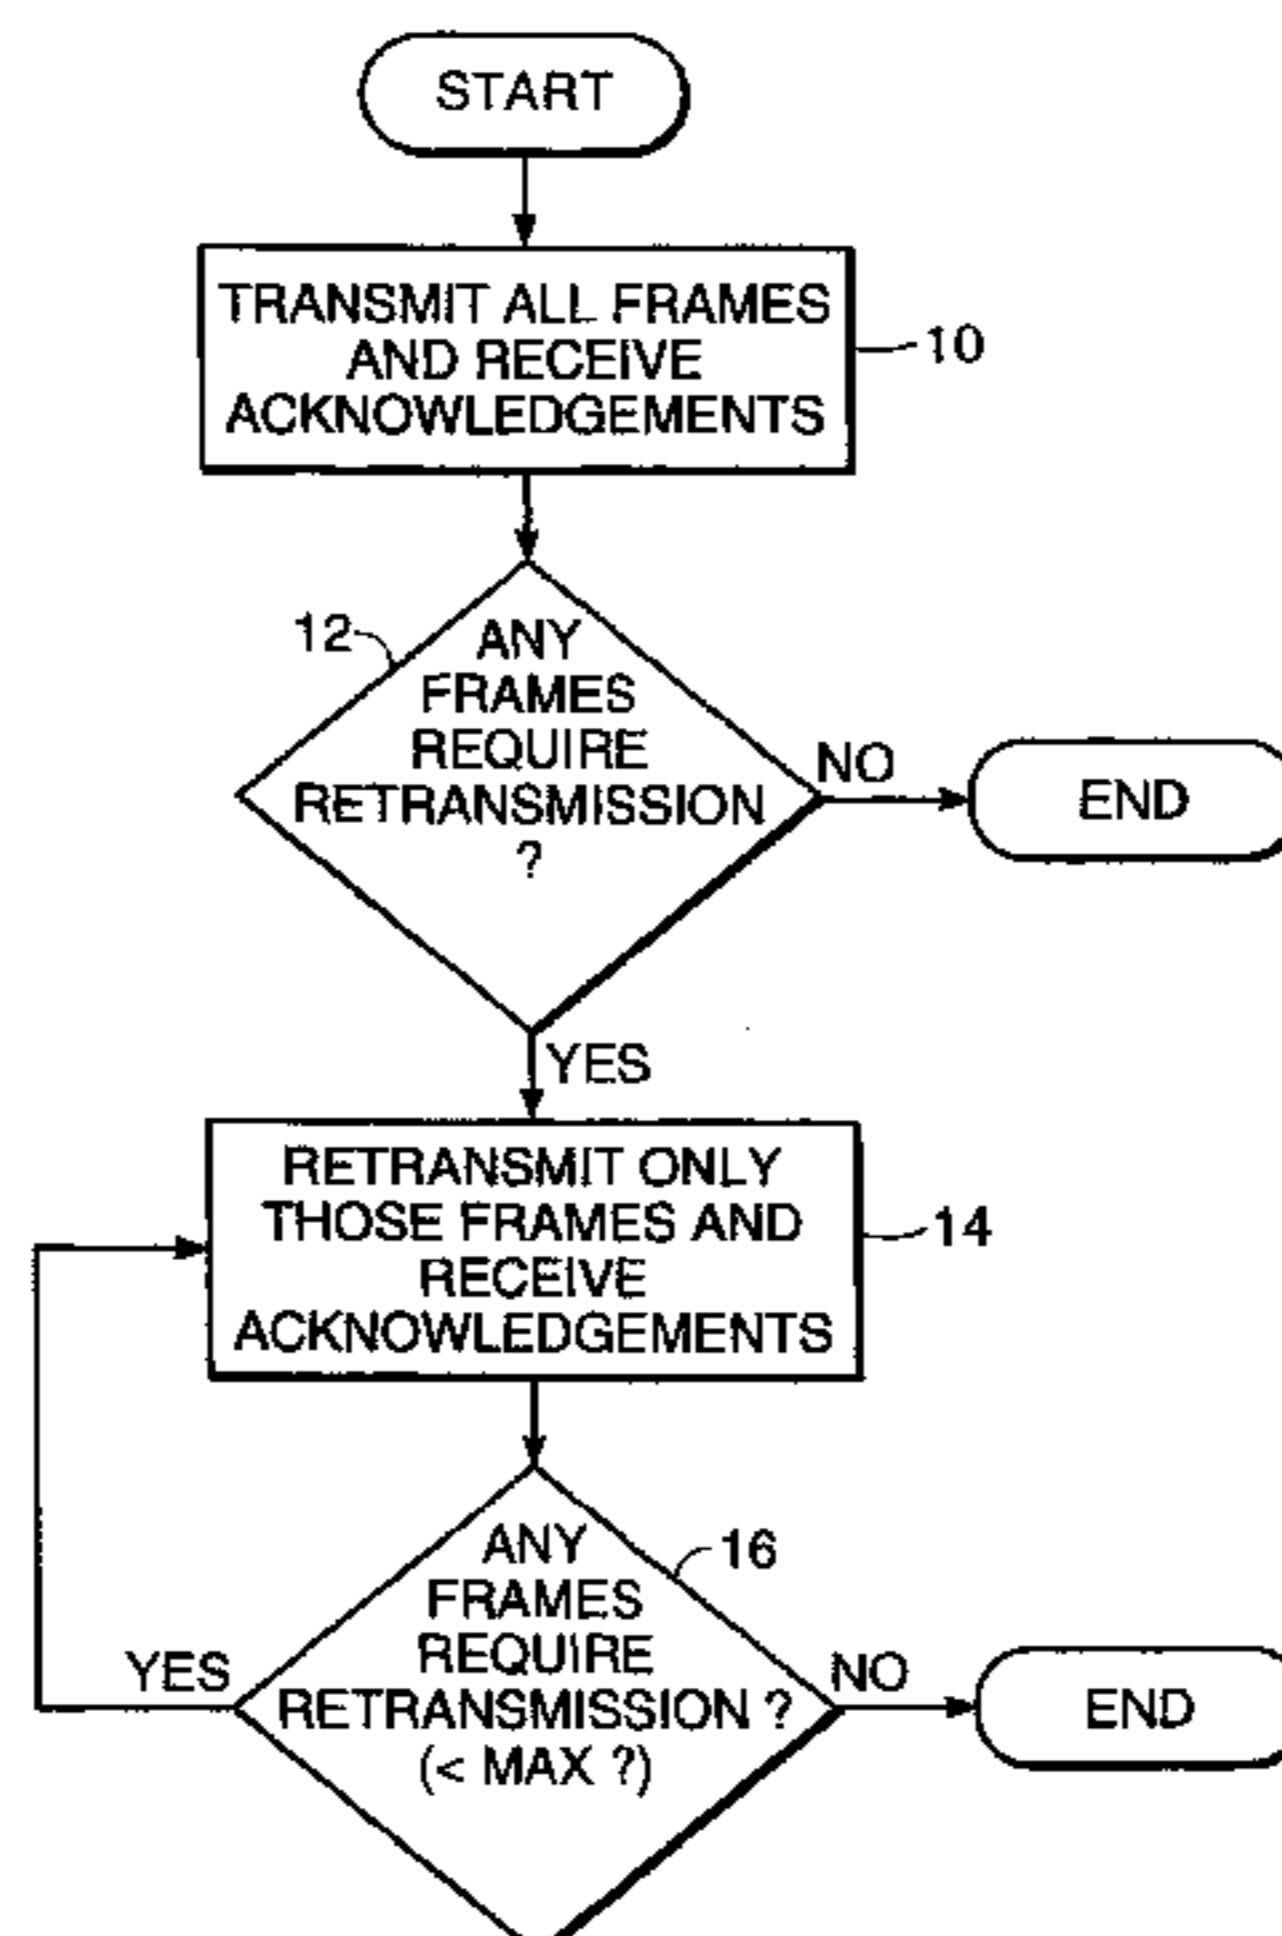 START
TRANSMIT ALL FRAMES
AND RECEIVE
ACKNOWLEDGEMENTS
10
12
ANY
FRAMES
REQUIRE
RETRANSMISSION
?
NO
END
YES
RETRANSMIT ONLY
THOSE FRAMES AND
RECEIVE
ACKNOWLEDGEMENTS
14
ANY
FRAMES
REQUIRE
RETRANSMISSION ?
(< MAX ?)
16
YES
NO
END